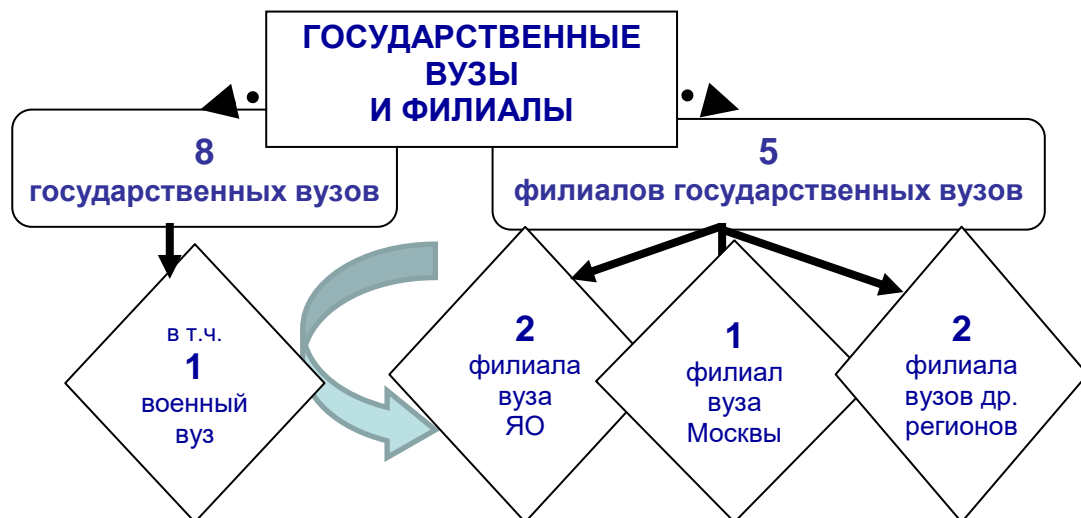 ГОСУДАРСТВЕННЫЕ
ВУЗЫ
И ФИЛИАЛЫ
8
государственных вузов
5
филиалов государственных вузов
в т.ч.
1
военный
вуз
2
филиала
вуза
ЯО
1
филиал
вуза
Москвы
2
филиала
вузов др.
регионов